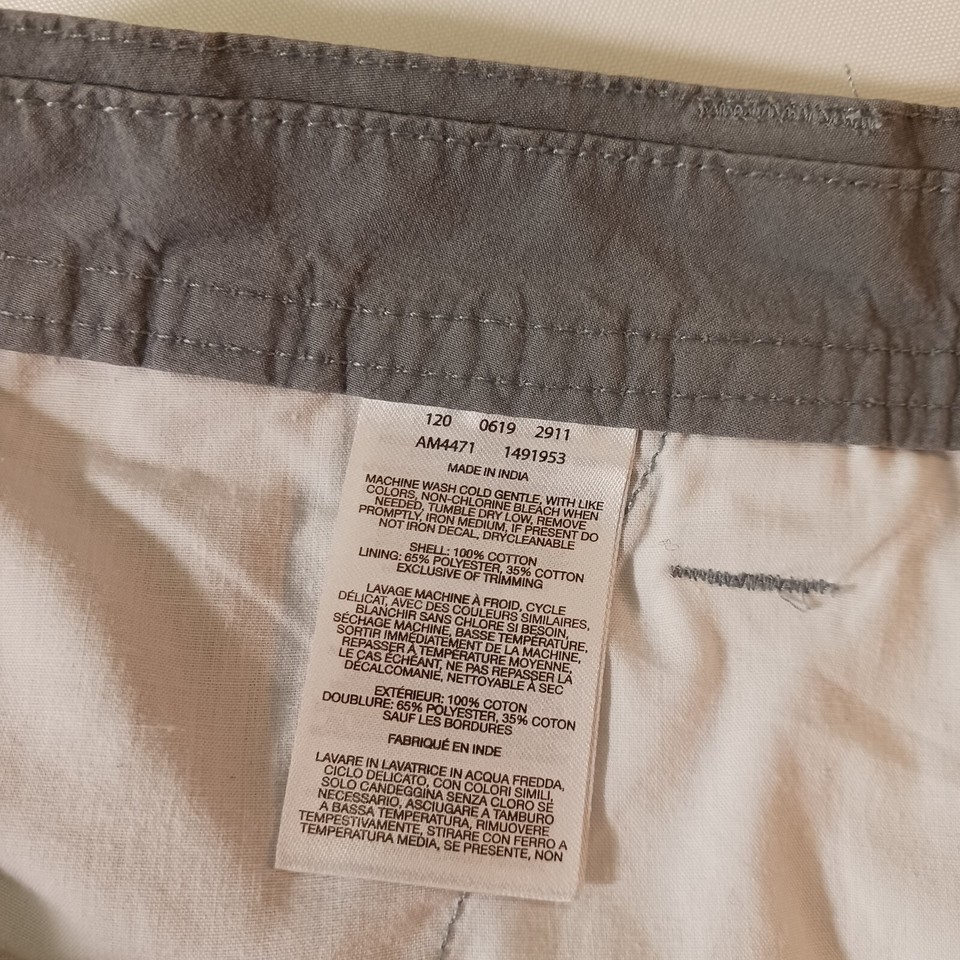 120 0619 2911
AM4471 1491953
MADE IN INDIA
MACHINE WASH COLD GENTLE, WITH LIKE
COLORS, NON-CHLORINE BLEACH WHEN
NEEDED, TUMBLE DRY LOW, REMOVE
PROMPTLY, IRON MEDIUM, IF PRESENT DO
NOT IRON DECAL, DRYCLEANABLE
SHELL: 100% COTTON
LINING: 65% POLYESTER, 35% COTTON
EXCLUSIVE OF TRIMMING
LAVAGE MACHINE À FROID, CYCLE
DÉLICAT, AVEC DES COULEURS SIMILAIRES,
BLANCHIR SANS CHLORE SI BESOIN,
SÉCHAGE MACHINE, BASSE TEMPÉRATURE,
SORTIR IMMÉDIATEMENT DE LA MACHINE,
REPASSER À TEMPÉRATURE MOYENNE,
LE CAS ÉCHÉANT, NE PAS REPASSER LA
DÉCALCOMANIE, NETTOYABLE À SEC
EXTÉRIEUR: 100% COTON
DOUBLURE: 65% POLYESTER, 35% COTON
SAUF LES BORDURES
FABRIQUÉ EN INDE
LAVARE IN LAVATRICE IN ACQUA FREDDA,
CICLO DELICATO, CON COLORI SIMILI,
SOLO CANDEGGINA SENZA CLORO SE
NECESSARIO, ASCIUGARE A TAMBURO
A BASSA TEMPERATURA, RIMUOVERE
TEMPESTIVAMENTE, STIRARE CON FERRO A
TEMPERATURA MEDIA, SE PRESENTE, NON